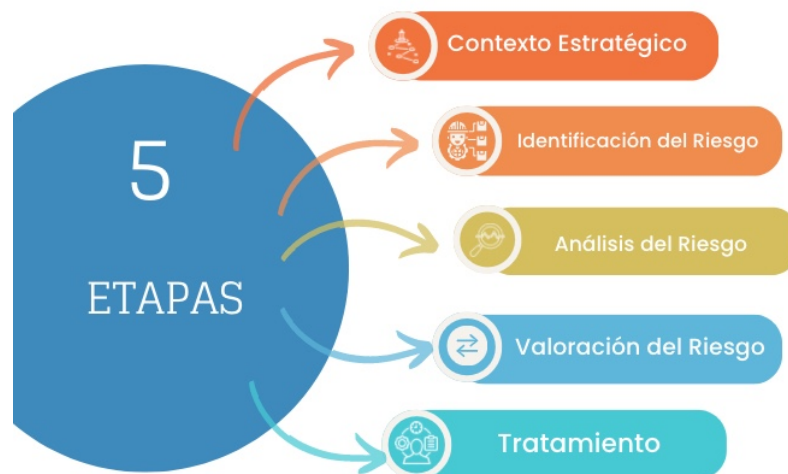 5
ETAPAS
Contexto Estratégico
Identificación del Riesgo
Análisis del Riesgo
Valoración del Riesgo
Tratamiento